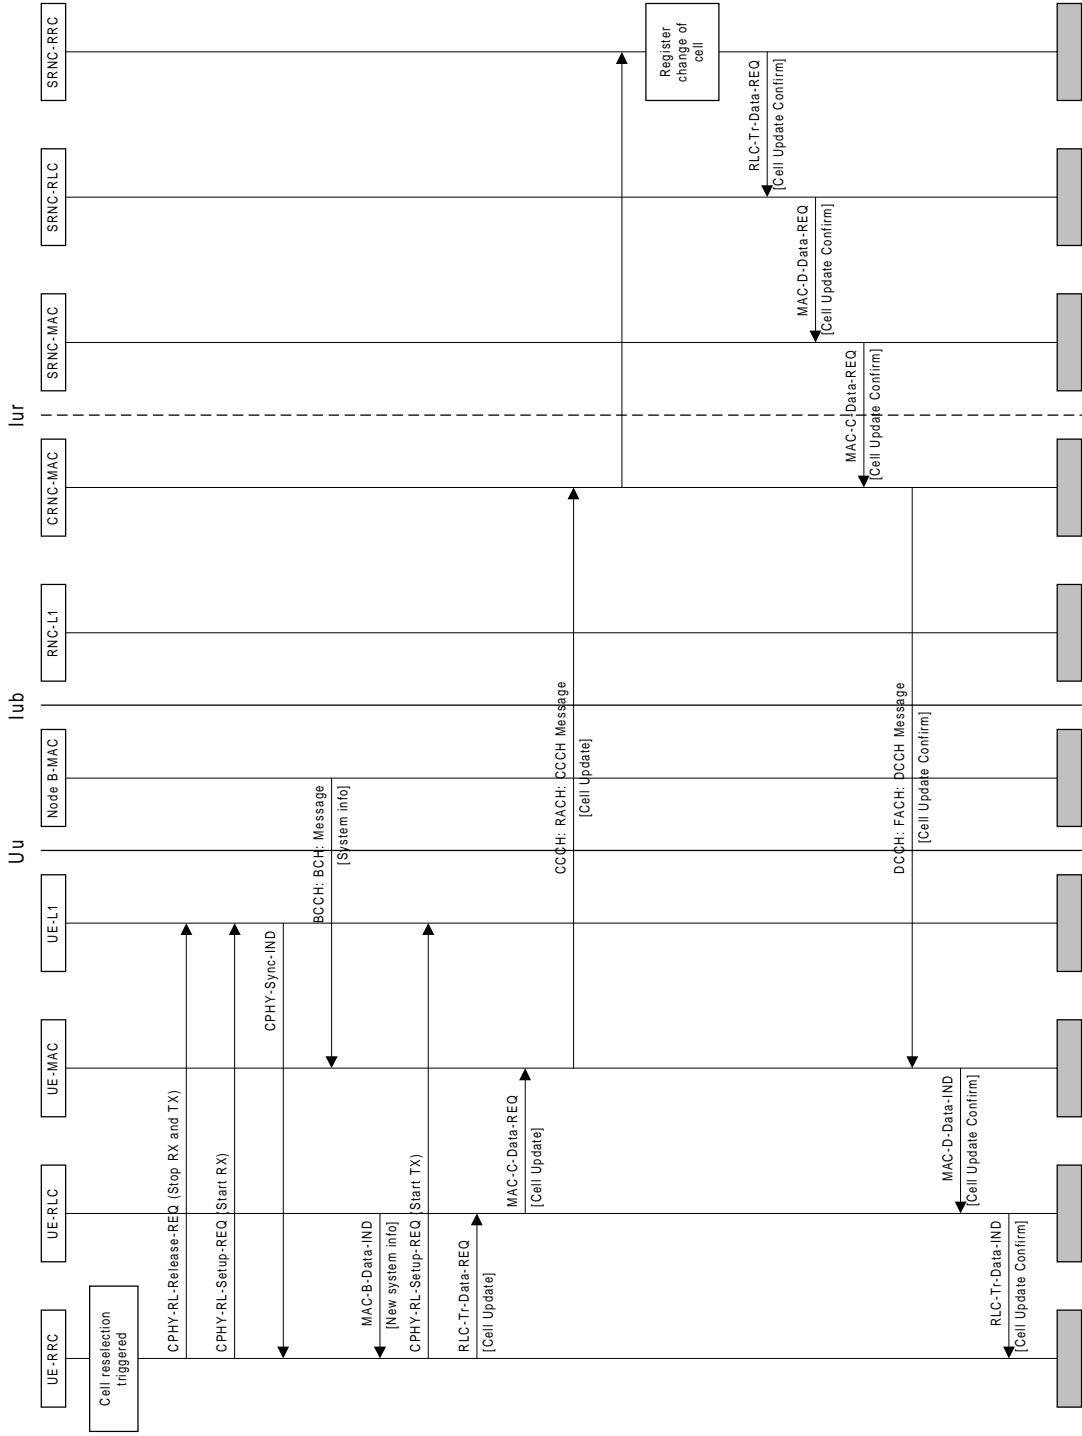 Uu
Iub
Iur
UE-RRC
UE-RLC
UE-MAC
UE-L1
Node B-MAC
RNC-L1
CRNC-MAC
SRNC-MAC
SRNC-RLC
SRNC-RRC
Cell reselection
triggered
CPHY-RL-Release-REQ (Stop RX and TX)
CPHY-RL-Setup-REQ (Start RX)
CPHY-Sync-IND
BCCH: BCH: Message
[System info]
MAC-B-Data-IND
[New system info]
CPHY-RL-Setup-REQ (Start TX)
RLC-Tr-Data-REQ
[Cell Update]
MAC-C-Data-REQ
[Cell Update]
CCCH: RACH: CCCH Message
[Cell Update]
Register
change of
cell
RLC-Tr-Data-REQ
[Cell Update Confirm]
MAC-D-Data-REQ
[Cell Update Confirm]
MAC-C-Data-REQ
[Cell Update Confirm]
DCCH: FACH: DCCH Message
[Cell Update Confirm]
MAC-D-Data-IND
[Cell Update Confirm]
RLC-Tr-Data-IND
[Cell Update Confirm]